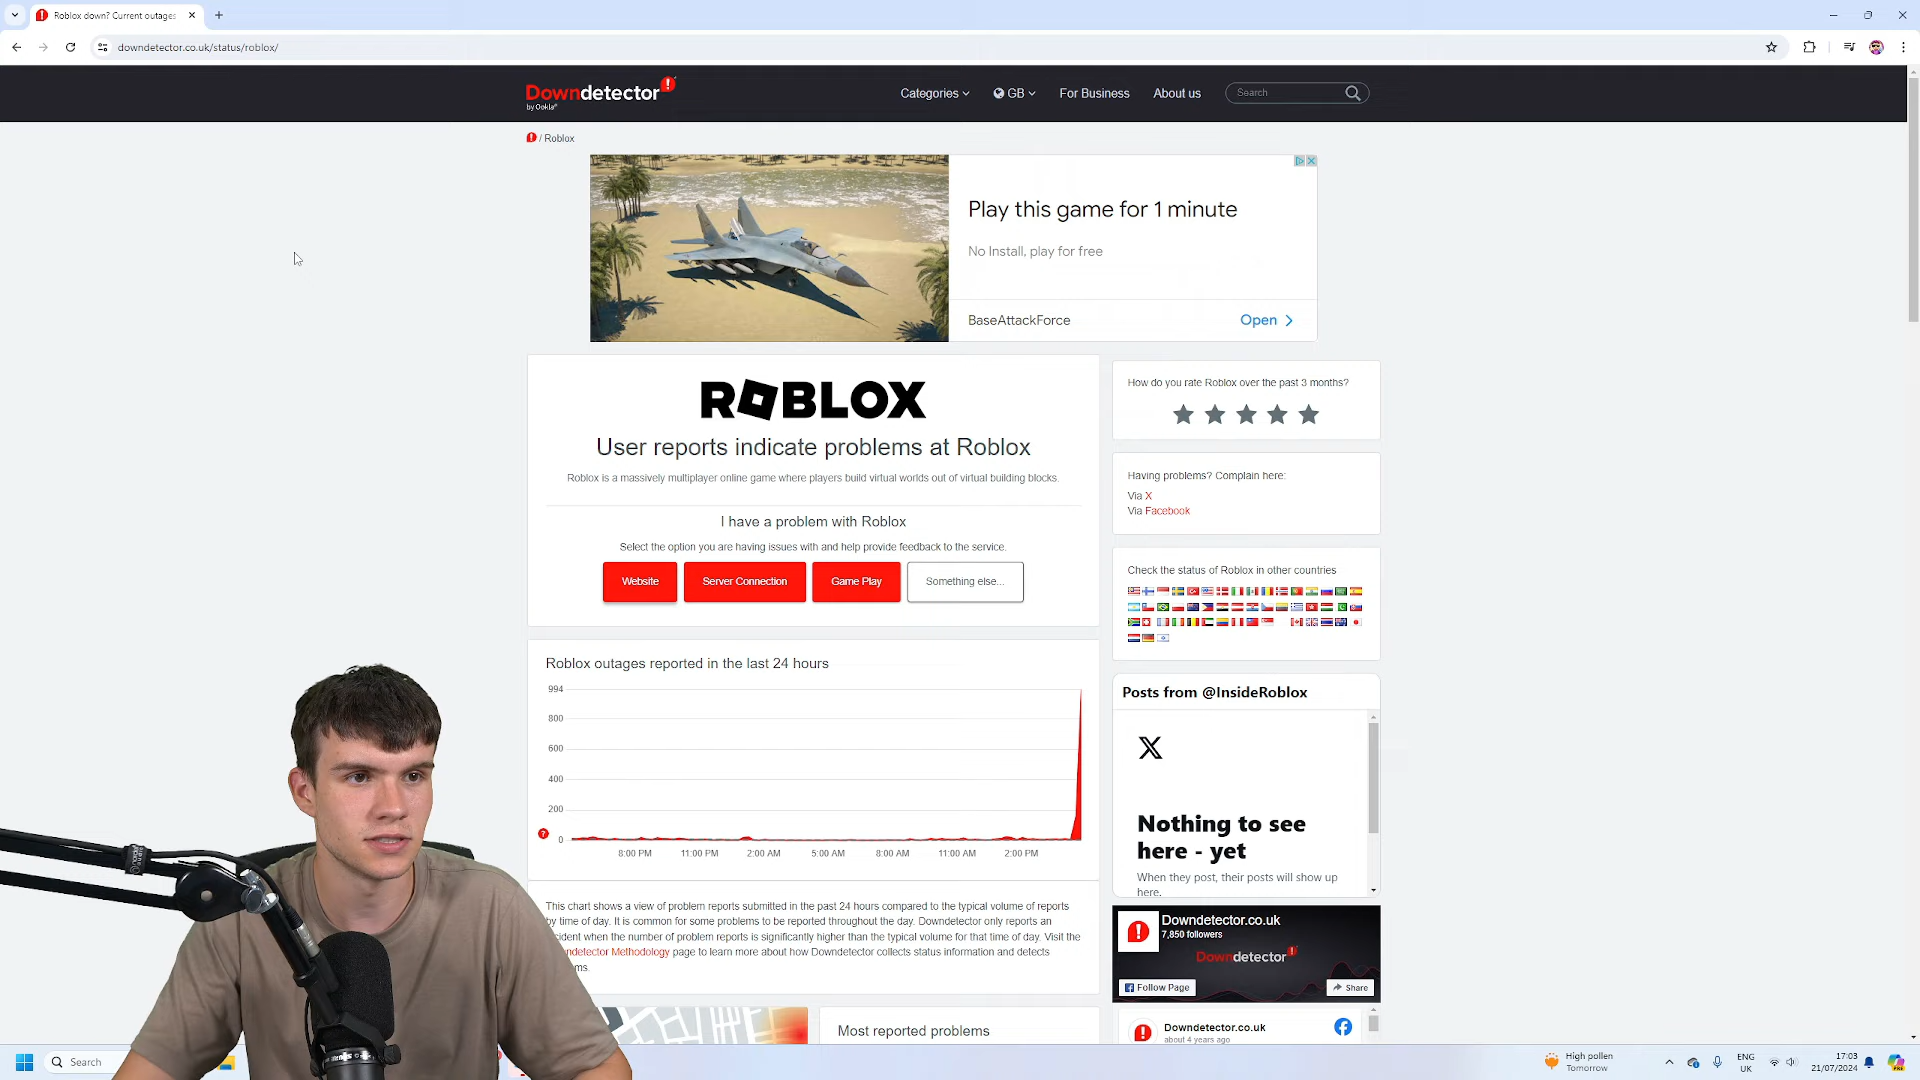 Roblox down? Current outages
downdetector.co.uk/status/roblox/
Downdetector
by Ookla
Categories
GB
For Business
About us
Search
/ Roblox
Play this game for 1 minute
No Install, play for free
BaseAttackForce
Open
ROBLOX
User reports indicate problems at Roblox
Roblox is a massively multiplayer online game where players build virtual worlds out of virtual building blocks.
I have a problem with Roblox
Select the option you are having issues with and help provide feedback to the service.
Website
Server Connection
Game Play
Something else...
How do you rate Roblox over the past 3 months?
Having problems? Complain here:
Via X
Via Facebook
Check the status of Roblox in other countries
Roblox outages reported in the last 24 hours
994
800
600
400
200
0
8:00 PM
11:00 PM
2:00 AM
5:00 AM
8:00 AM
11:00 AM
2:00 PM
This chart shows a view of problem reports submitted in the past 24 hours compared to the typical volume of reports
by time of day. It is common for some problems to be reported throughout the day. Downdetector only reports an
ident when the number of problem reports is significantly higher than the typical volume for that time of day. Visit the
ndetector Methodology page to learn more about how Downdetector collects status information and detects
ms.
Most reported problems
Posts from @InsideRoblox
Nothing to see
here - yet
When they post, their posts will show up
here.
Downdetector.co.uk
7,850 followers
Downdetector
Follow Page
Share
Downdetector.co.uk
about 4 years ago
Search
High pollen
Tomorrow
ENG
UK
17:03
21/07/2024